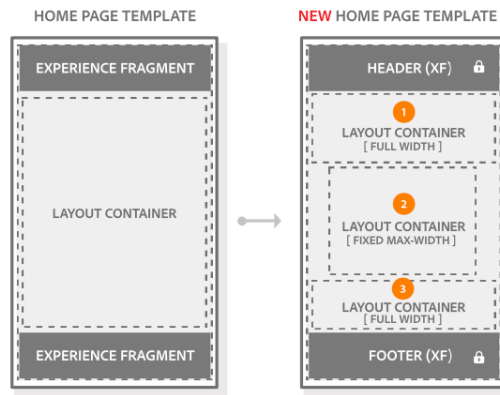 HOME PAGE TEMPLATE
EXPERIENCE FRAGMENT
LAYOUT CONTAINER
EXPERIENCE FRAGMENT
NEW HOME PAGE TEMPLATE
HEADER (XF)
1
LAYOUT CONTAINER
[ FULL WIDTH ]
2
LAYOUT CONTAINER
[ FIXED MAX-WIDTH ]
3
LAYOUT CONTAINER
[ FULL WIDTH ]
FOOTER (XF)